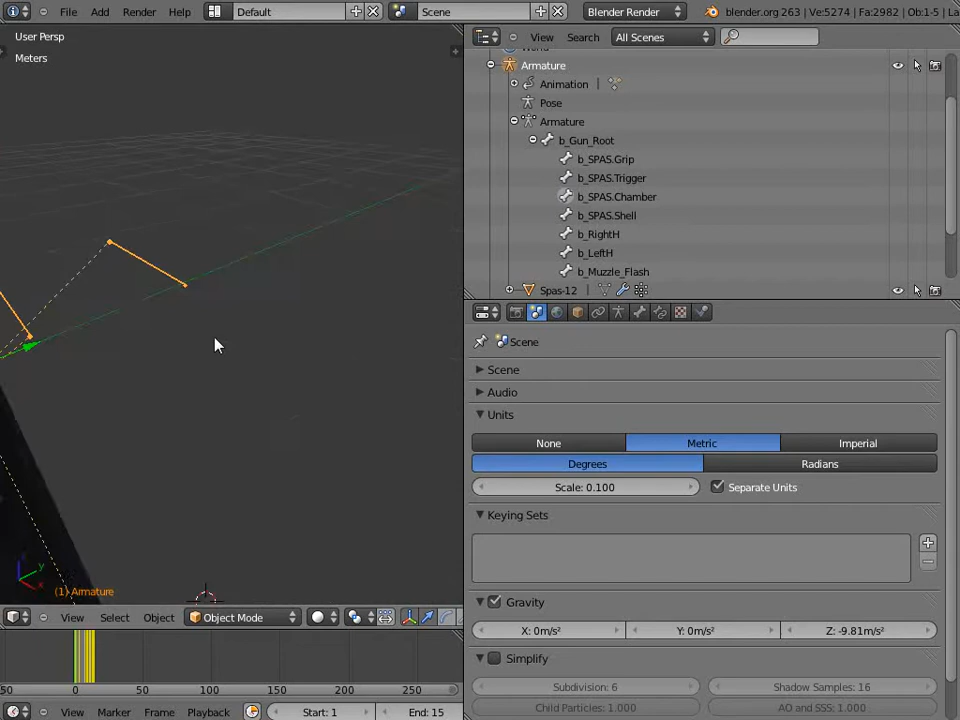 File Add Render Help Default Scene Blender Render blender.org 263 | Ve:5274 | Fa:2982 | Ob:1-5 | La
User Persp
Meters
View Search All Scenes
World
Armature
Animation
Pose
Armature
b_Gun_Root
b_SPAS.Grip
b_SPAS.Trigger
b_SPAS.Chamber
b_SPAS.Shell
b_RightH
b_LeftH
b_Muzzle_Flash
Spas-12
Scene
Scene
Audio
Units
None Metric Imperial
Degrees Radians
Scale: 0.100 Separate Units
Keying Sets
Gravity
X: 0m/s² Y: 0m/s² Z: -9.81m/s²
Simplify
Subdivision: 6 Shadow Samples: 16
Child Particles: 1.000 AO and SSS: 1.000
x y
(1) Armature
View Select Object Object Mode
50 0 50 100 150 200 250
View Marker Frame Playback Start: 1 End: 15